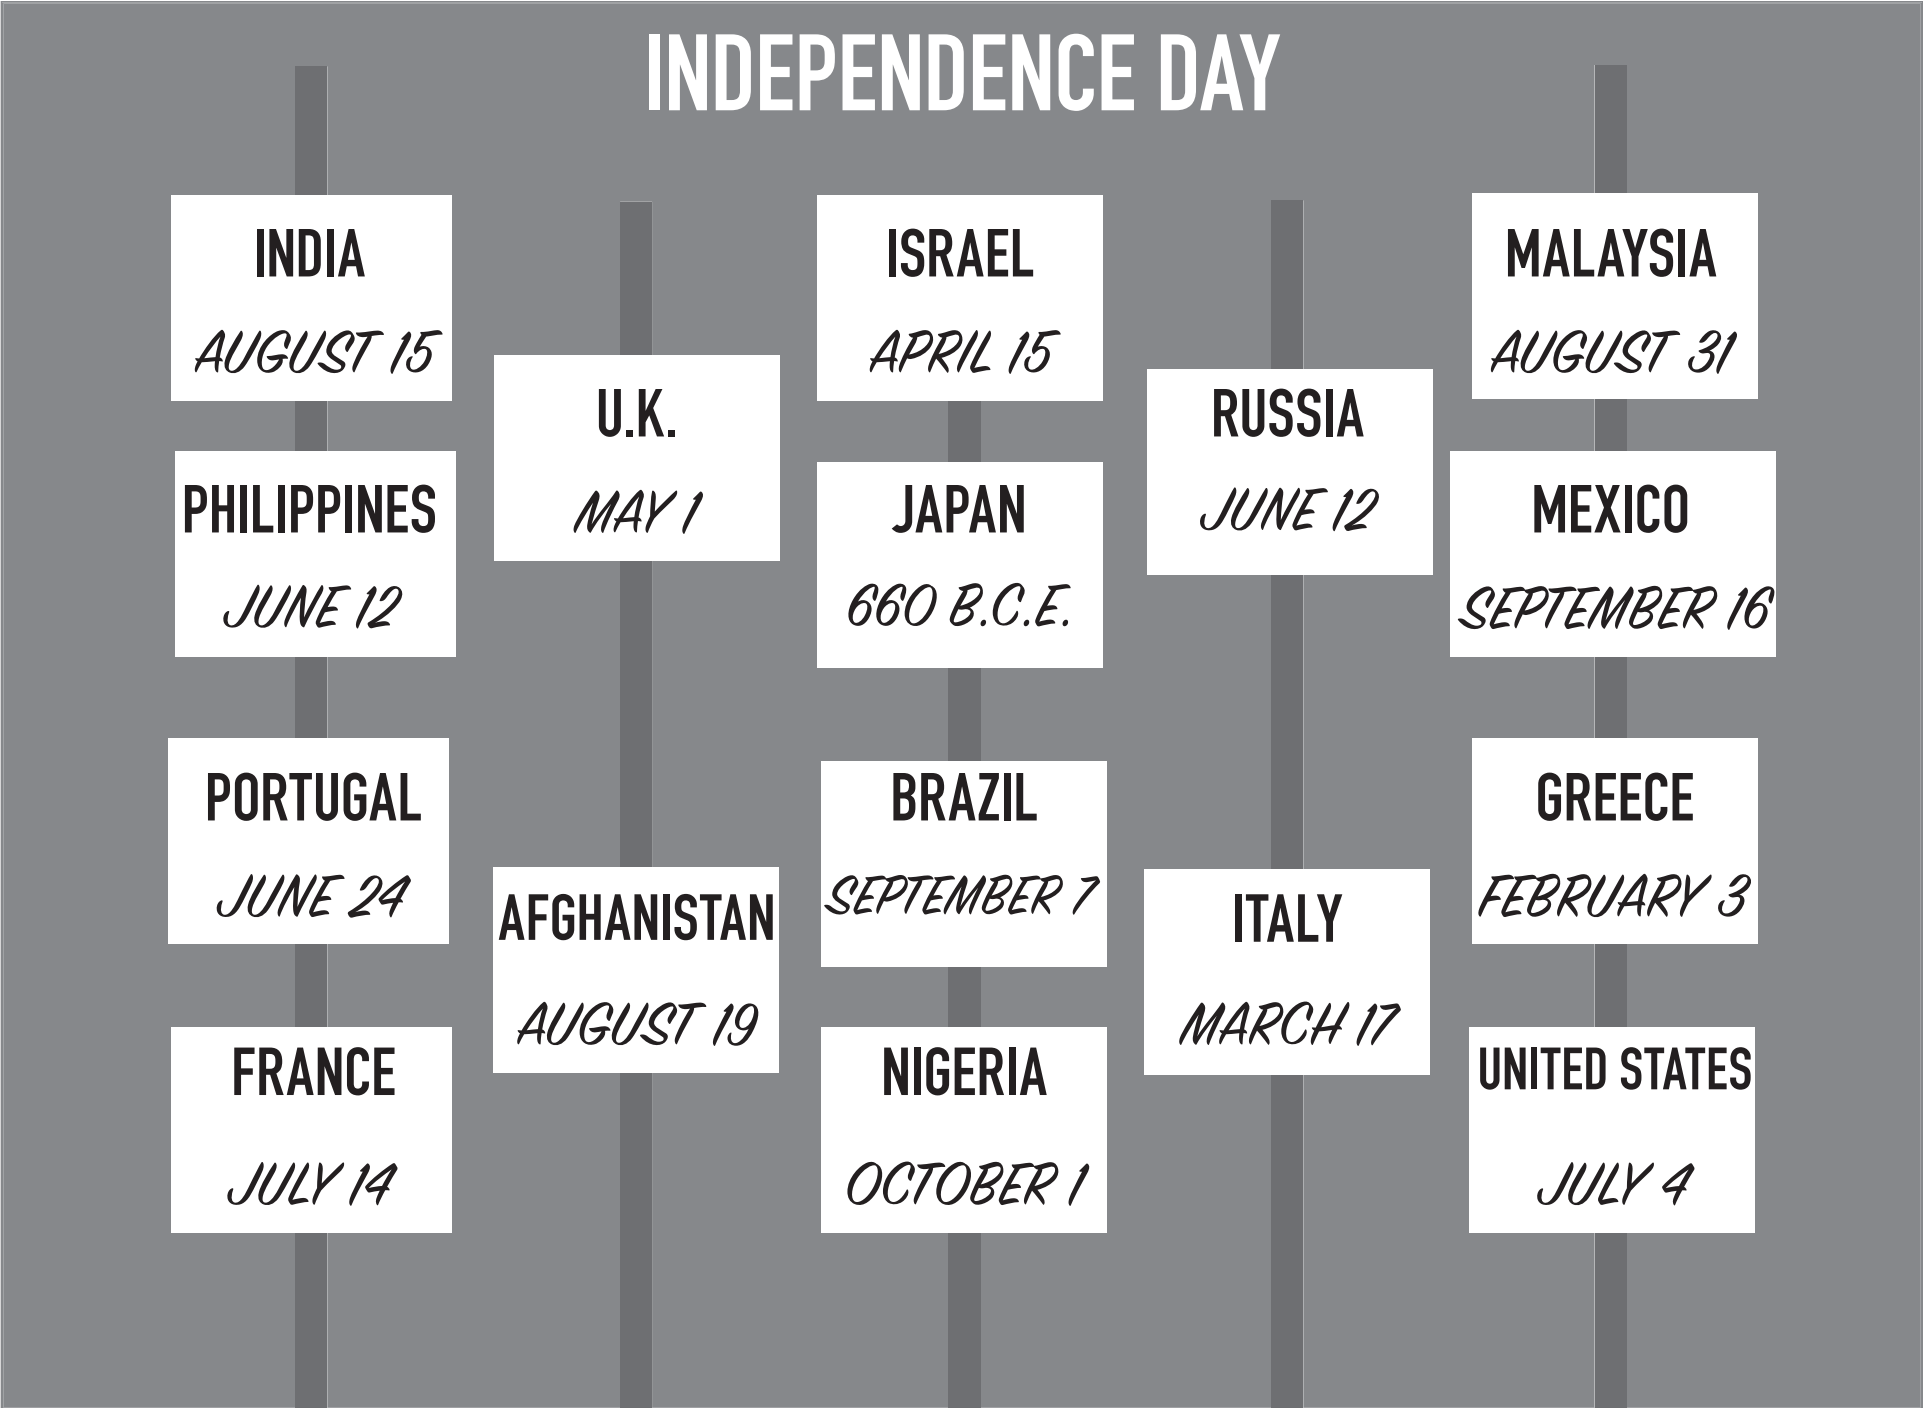 INDEPENDENCE DAY
INDIA
AUGUST 15
PHILIPPINES
JUNE 12
PORTUGAL
JUNE 24
FRANCE
JULY 14
U.K.
MAY 1
AFGHANISTAN
AUGUST 19
ISRAEL
APRIL 15
JAPAN
660 B.C.E.
BRAZIL
SEPTEMBER 7
NIGERIA
OCTOBER 1
RUSSIA
JUNE 12
ITALY
MARCH 17
MALAYSIA
AUGUST 31
MEXICO
SEPTEMBER 16
GREECE
FEBRUARY 3
UNITED STATES
JULY 4